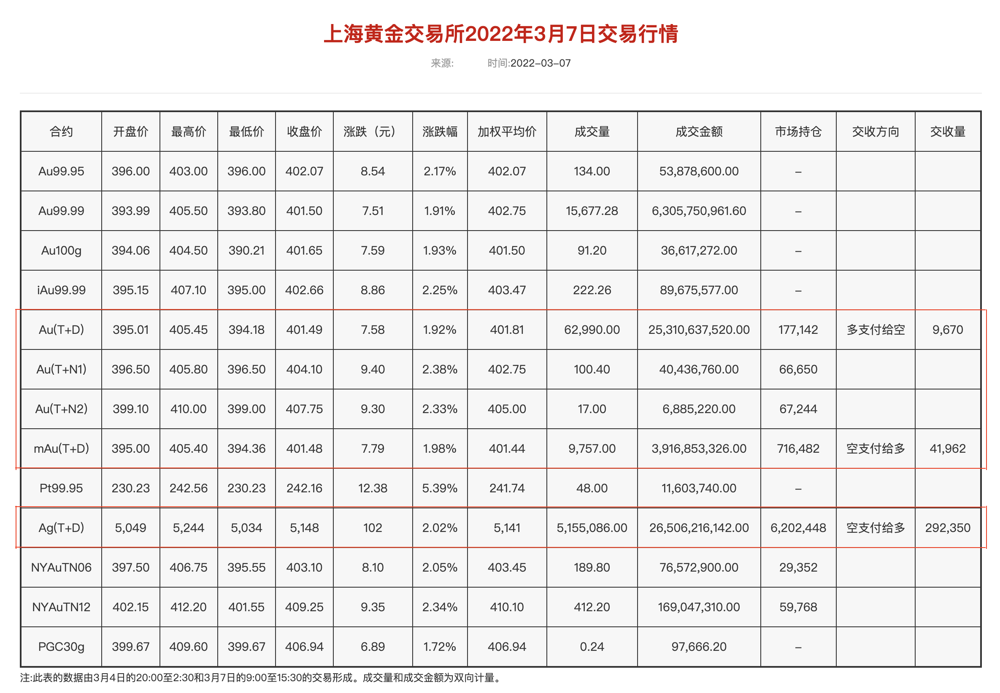 上海黄金交易所2022年3月7日交易行情
来源: 时间:2022-03-07
合约 开盘价 最高价 最低价 收盘价 涨跌（元） 涨跌幅 加权平均价 成交量 成交金额 市场持仓 交收方向 交收量
Au99.95 396.00 403.00 396.00 402.07 8.54 2.17% 402.07 134.00 53,878,600.00 –
Au99.99 393.99 405.50 393.80 401.50 7.51 1.91% 402.75 15,677.28 6,305,750,961.60 –
Au100g 394.06 404.50 390.21 401.65 7.59 1.93% 401.50 91.20 36,617,272.00 –
iAu99.99 395.15 407.10 395.00 402.66 8.86 2.25% 403.47 222.26 89,675,577.00 –
Au(T+D) 395.01 405.45 394.18 401.49 7.58 1.92% 401.81 62,990.00 25,310,637,520.00 177,142 多支付给空 9,670
Au(T+N1) 396.50 405.80 396.50 404.10 9.40 2.38% 402.75 100.40 40,436,760.00 66,650
Au(T+N2) 399.10 410.00 399.00 407.75 9.30 2.33% 405.00 17.00 6,885,220.00 67,244
mAu(T+D) 395.00 405.40 394.36 401.48 7.79 1.98% 401.44 9,757.00 3,916,853,326.00 716,482 空支付给多 41,962
Pt99.95 230.23 242.56 230.23 242.16 12.38 5.39% 241.74 48.00 11,603,740.00 –
Ag(T+D) 5,049 5,244 5,034 5,148 102 2.02% 5,141 5,155,086.00 26,506,216,142.00 6,202,448 空支付给多 292,350
NYAuTN06 397.50 406.75 395.55 403.10 8.10 2.05% 403.45 189.80 76,572,900.00 29,352
NYAuTN12 402.15 412.20 401.55 409.25 9.35 2.34% 410.10 412.20 169,047,310.00 59,768
PGC30g 399.67 409.60 399.67 406.94 6.89 1.72% 406.94 0.24 97,666.20 –
注:此表的数据由3月4日的20:00至2:30和3月7日的9:00至15:30的交易形成。成交量和成交金额为双向计量。